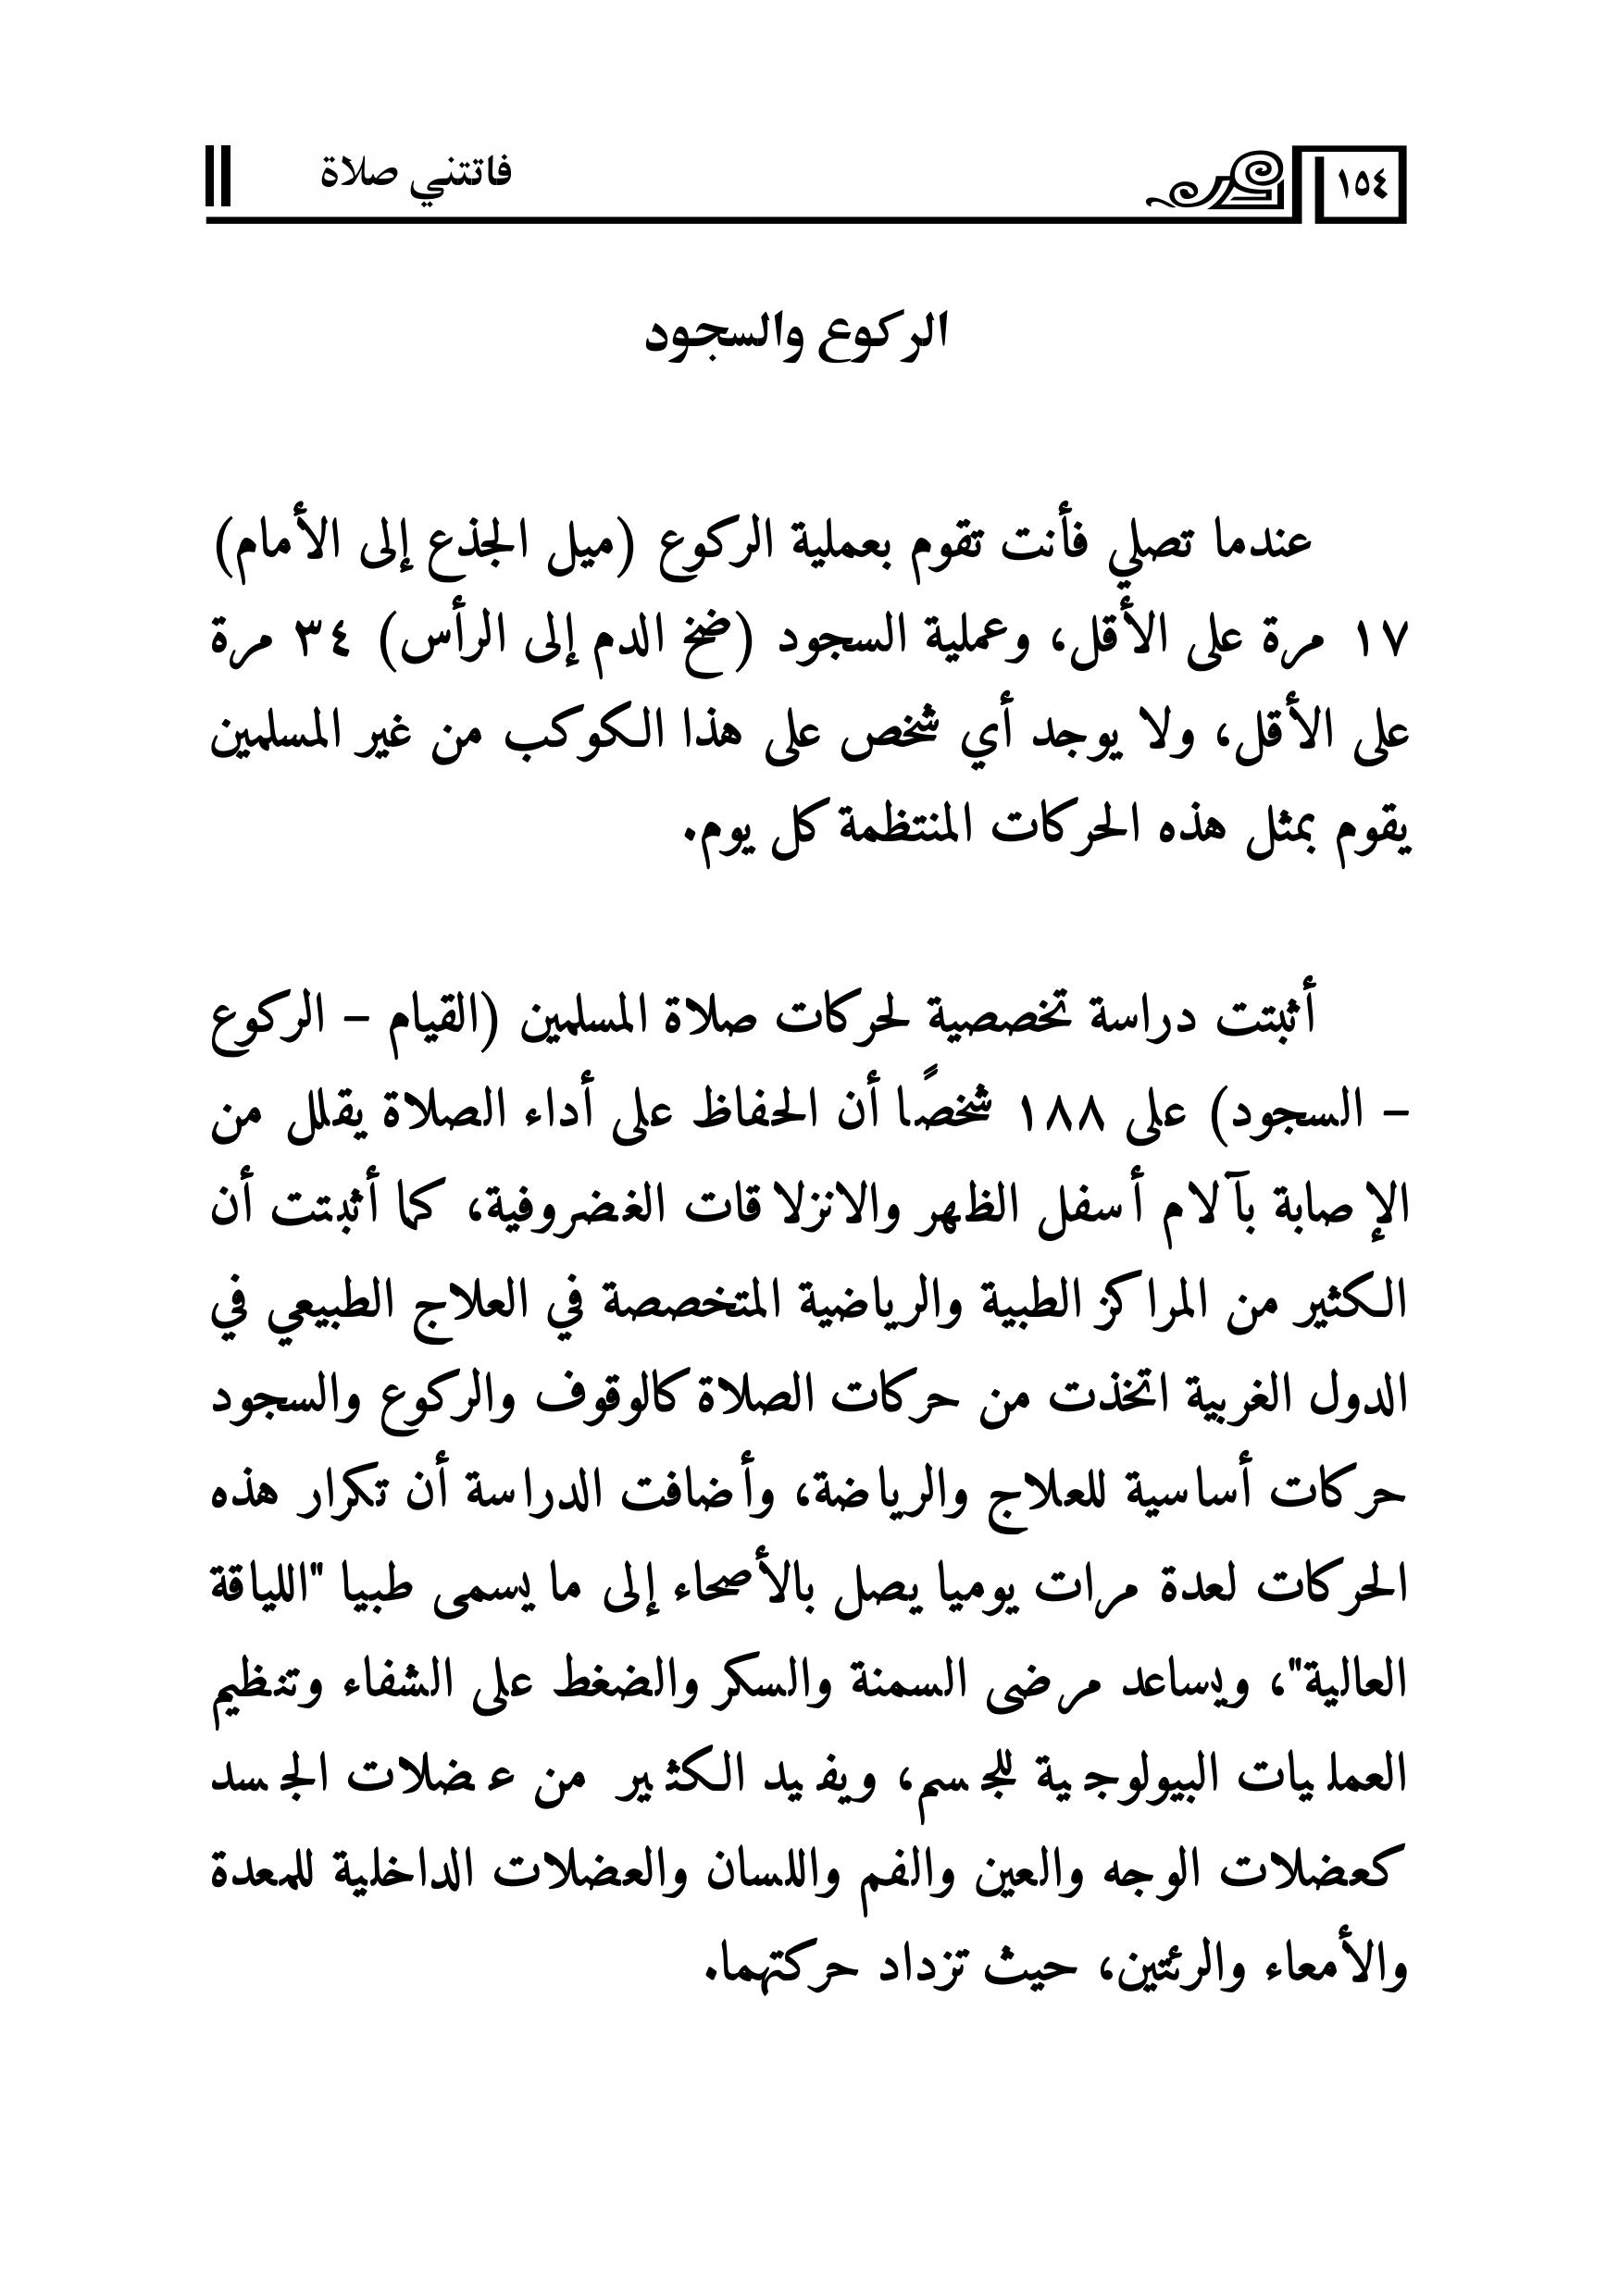 ١٥٤
فاتتني صلاة
الركوع والسجود
عندما تصلي فأنت تقوم بعملية الركوع (ميل الجذع إلى الأمام)
١٧ مرة على الأقل، وعملية السجود (ضخ الدم إلى الرأس) ٣٤ مرة
على الأقل، ولا يوجد أي شخص على هذا الكوكب من غير المسلمين
يقوم بمثل هذه الحركات المنتظمة كل يوم.
أثبتت دراسة تخصصية لحركات صلاة المسلمين (القيام – الركوع
– السجود) على ١٨٨ شخصًا أن الحفاظ على أداء الصلاة يقلل من
الإصابة بآلام أسفل الظهر والانزلاقات الغضروفية، كما أثبتت أن
الكثير من المراكز الطبية والرياضية المتخصصة في العلاج الطبيعي في
الدول الغربية اتخذت من حركات الصلاة كالوقوف والركوع والسجود
حركات أساسية للعلاج والرياضة، وأضافت الدراسة أن تكرار هذه
الحركات لعدة مرات يوميا يصل بالأصحاء إلى ما يسمى طبيا "اللياقة
العالية"، ويساعد مرضى السمنة والسكر والضغط على الشفاء وتنظيم
العمليات البيولوجية للجسم، ويفيد الكثير من عضلات الجسد
كعضلات الوجه والعين والفم واللسان والعضلات الداخلية للمعدة
والأمعاء والرئتين، حيث تزداد حركتهما.